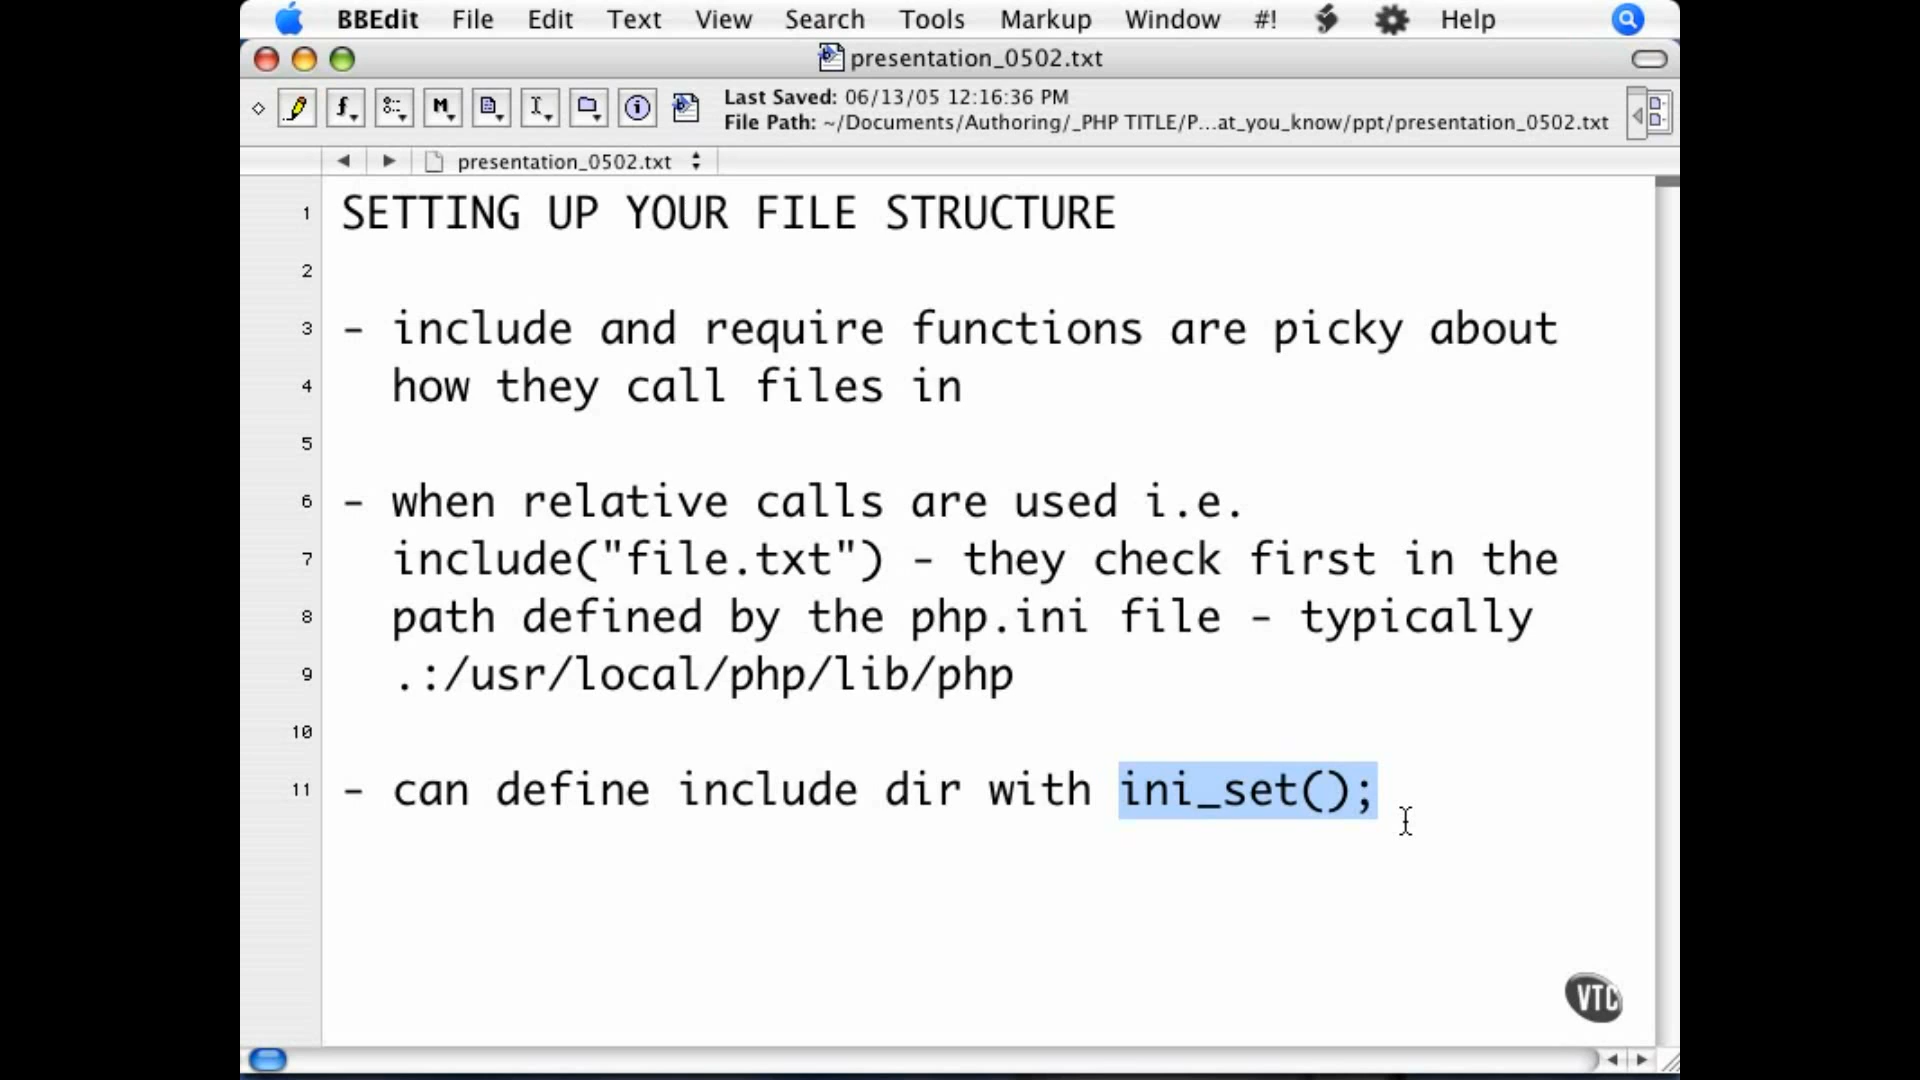 BBEdit File Edit Text View Search Tools Markup Window #! Help
presentation_0502.txt
Last Saved: 06/13/05 12:16:36 PM
File Path: ~/Documents/Authoring/_PHP TITLE/P...at_you_know/ppt/presentation_0502.txt
presentation_0502.txt
1 SETTING UP YOUR FILE STRUCTURE
2
3 - include and require functions are picky about
4 how they call files in
5
6 - when relative calls are used i.e.
7 include("file.txt") - they check first in the
8 path defined by the php.ini file - typically
9 .:/usr/local/php/lib/php
10
11 - can define include dir with ini_set();
VTC